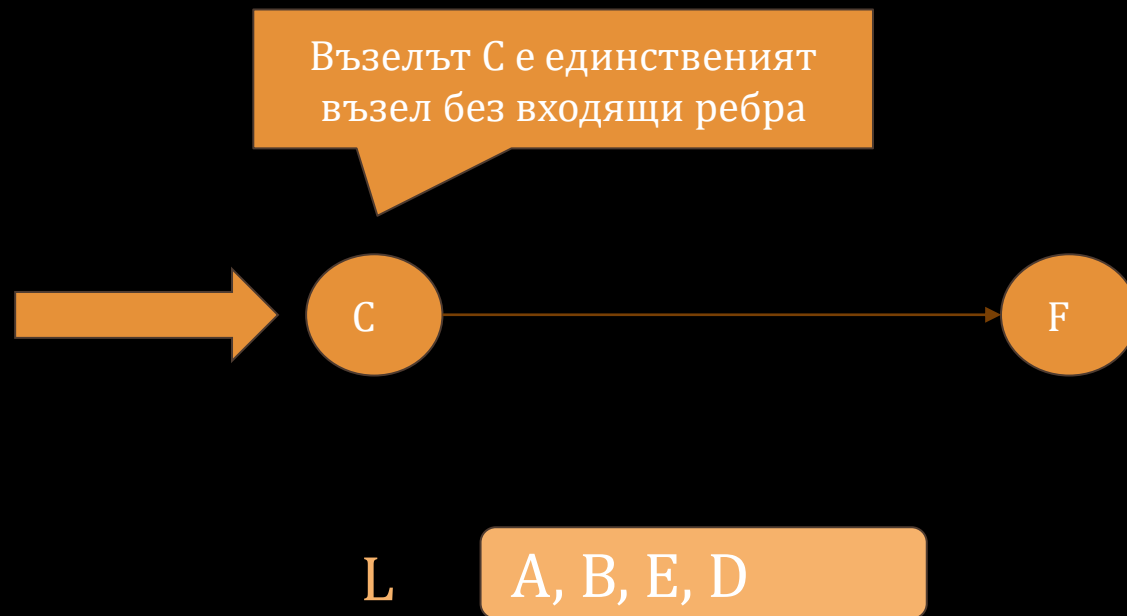 Възелът C е единственият
възел без входящи ребра
C
F
L
A, B, E, D